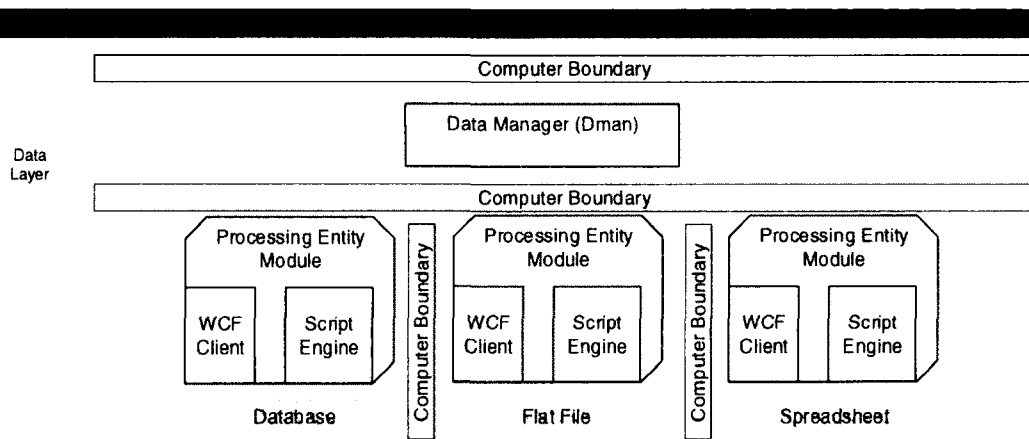 Computer Boundary
Data Manager (Dman)
Data
Layer
Computer Boundary
Processing Entity
Module
WCF
Client
Script
Engine
Database
Computer Boundary
Processing Entity
Module
WCF
Client
Script
Engine
Flat File
Computer Boundary
Processing Entity
Module
WCF
Client
Script
Engine
Spreadsheet